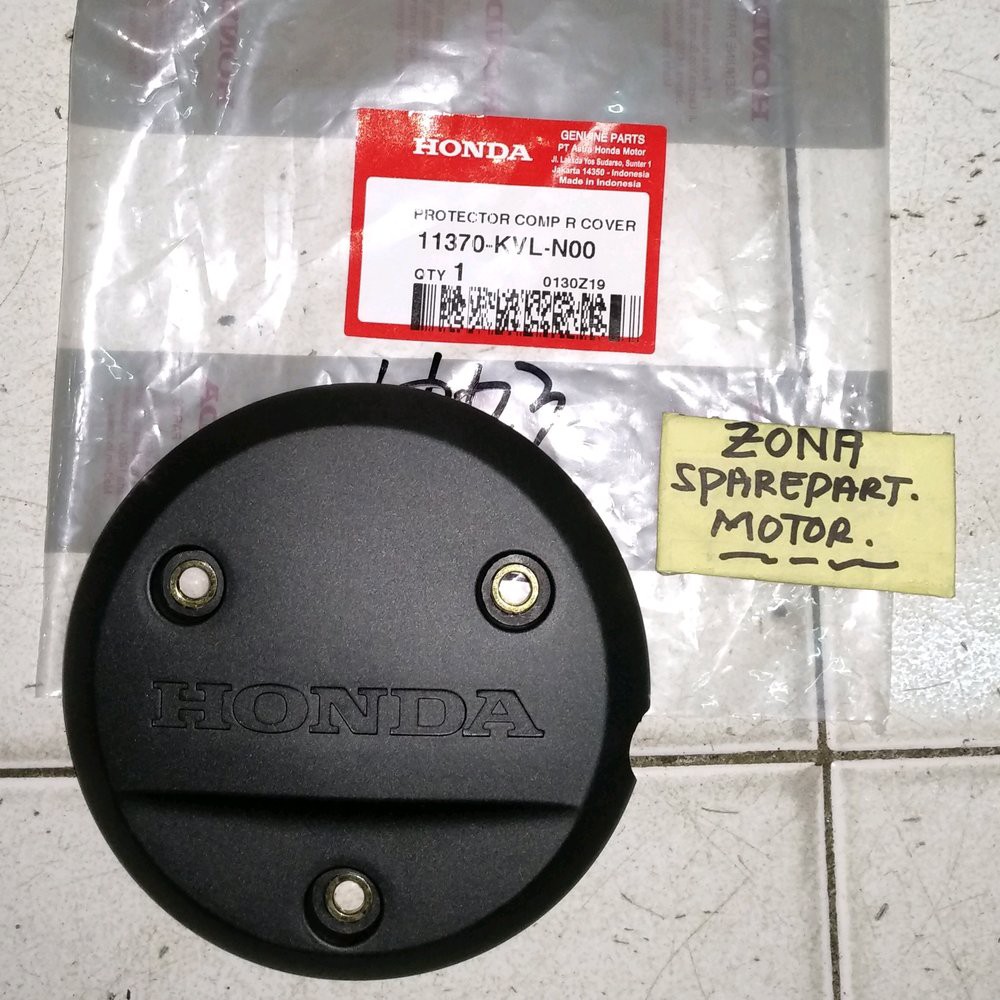 HONDA
GENUINE PARTS
PT Astra Honda Motor
Jl. Laksda Yos Sudarso, Sunter 1
Jakarta 14350 - Indonesia
Made in Indonesia
PROTECTOR COMP R COVER
11370-KVL-N00
QTY 1
0130Z19
ZONA
SPAREPART.
MOTOR.
HONDA